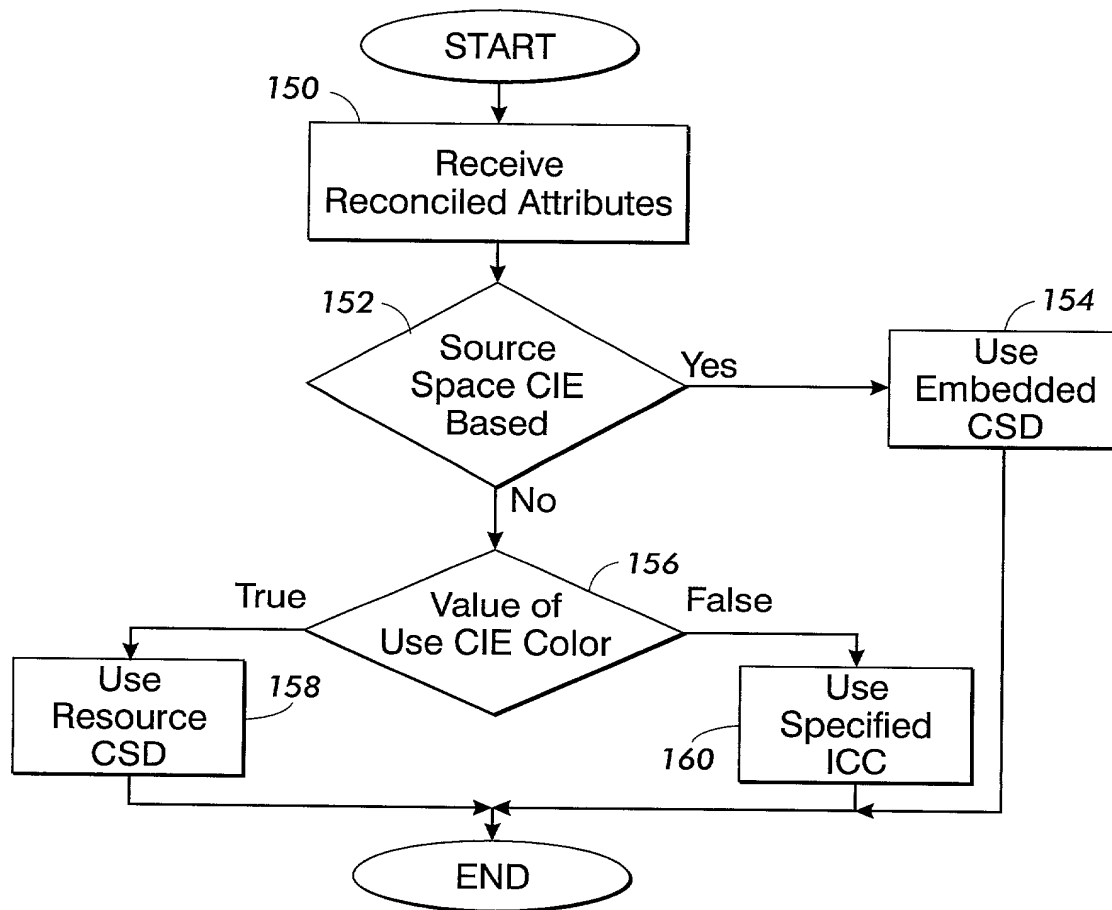 START
150
Receive
Reconciled Attributes
152
Source
Space CIE
Based
Yes
154
Use
Embedded
CSD
No
156
True
Value of
Use CIE Color
False
Use
Resource
CSD
158
Use
Specified
ICC
160
END